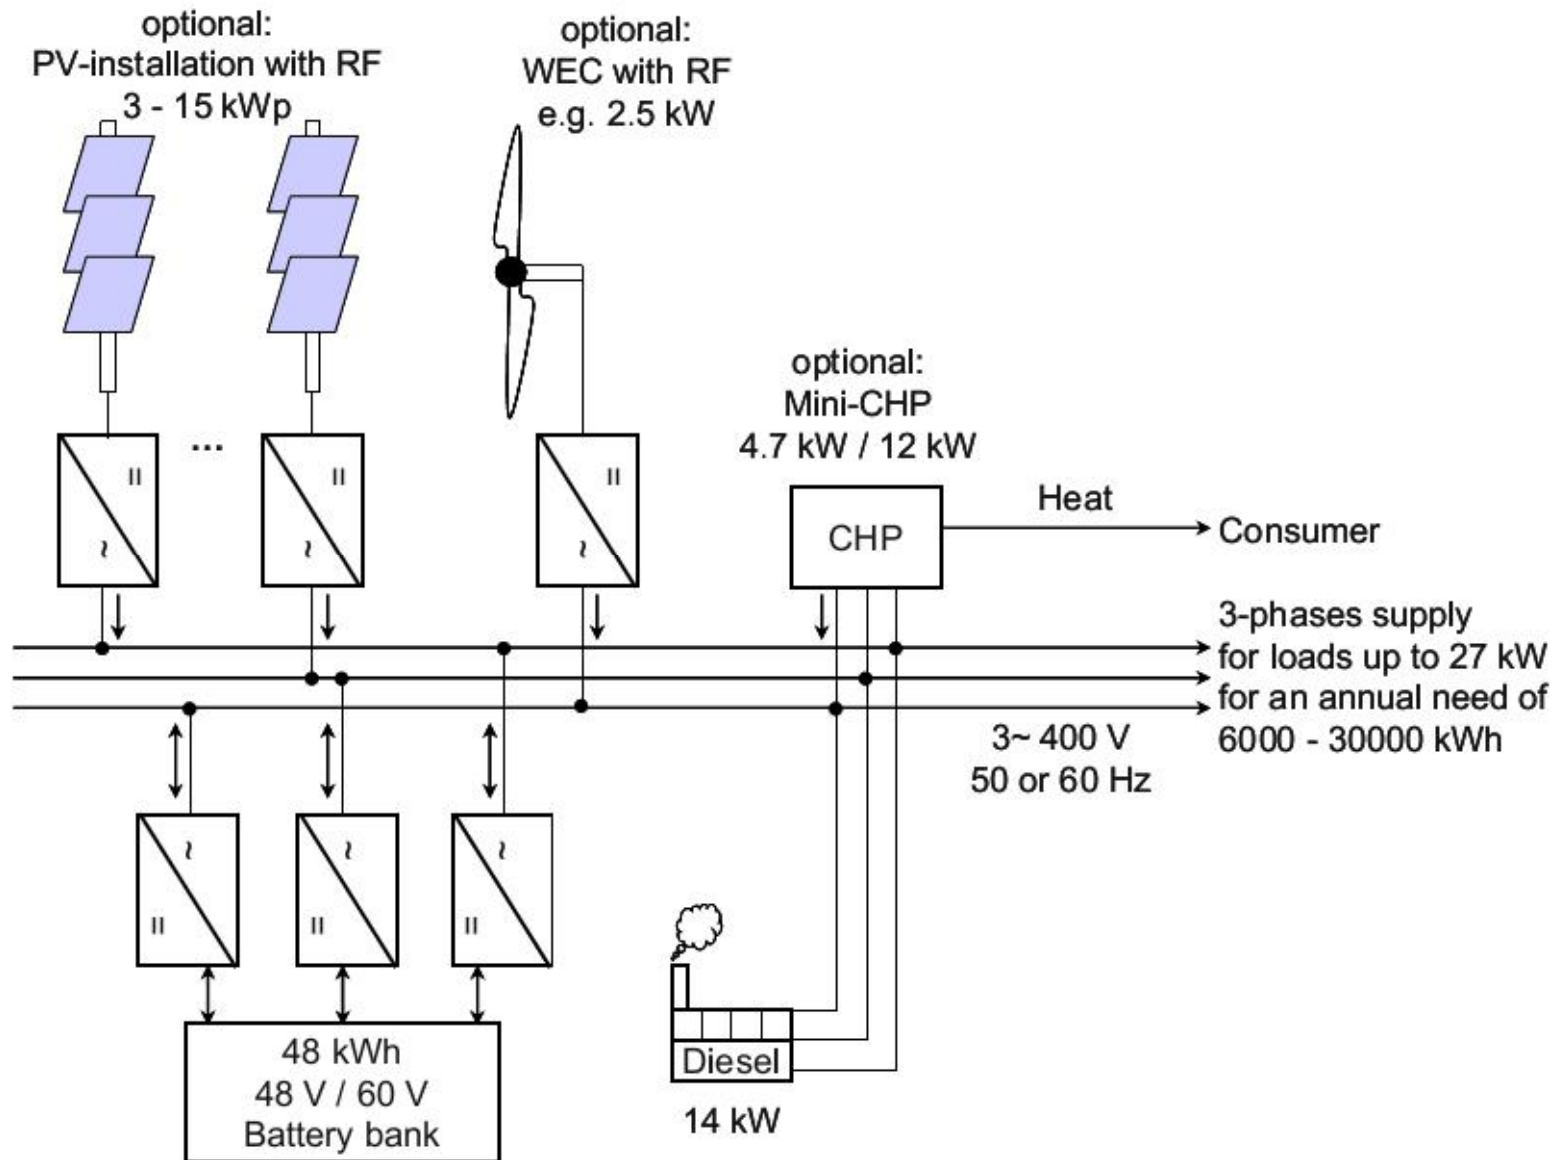 optional:
PV-installation with RF
3 - 15 kWp
optional:
WEC with RF
e.g. 2.5 kW
optional:
Mini-CHP
4.7 kW / 12 kW
...
=
~
=
~
=
~
CHP
Heat
Consumer
3-phases supply
for loads up to 27 kW
for an annual need of
6000 - 30000 kWh
3~ 400 V
50 or 60 Hz
~
=
~
=
~
=
48 kWh
48 V / 60 V
Battery bank
Diesel
14 kW